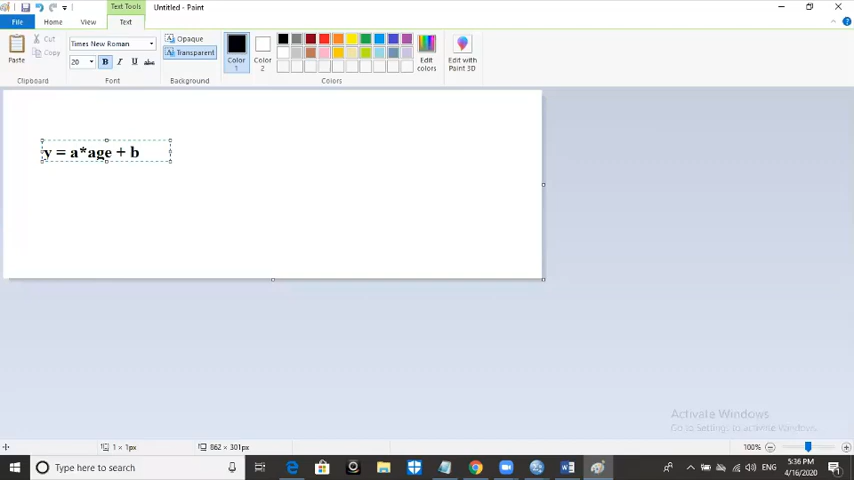 Text Tools
Untitled - Paint
File
Home
View
Text
Paste
Cut
Copy
Clipboard
Times New Roman
20
B
I
U
abc
Font
Opaque
Transparent
Background
Color
1
Color
2
Colors
Edit
colors
Edit with
Paint 3D
y = a*age + b
Activate Windows
Go to Settings to activate Windows.
1 × 1px
862 × 301px
100%
Type here to search
ENG
5:36 PM
4/16/2020